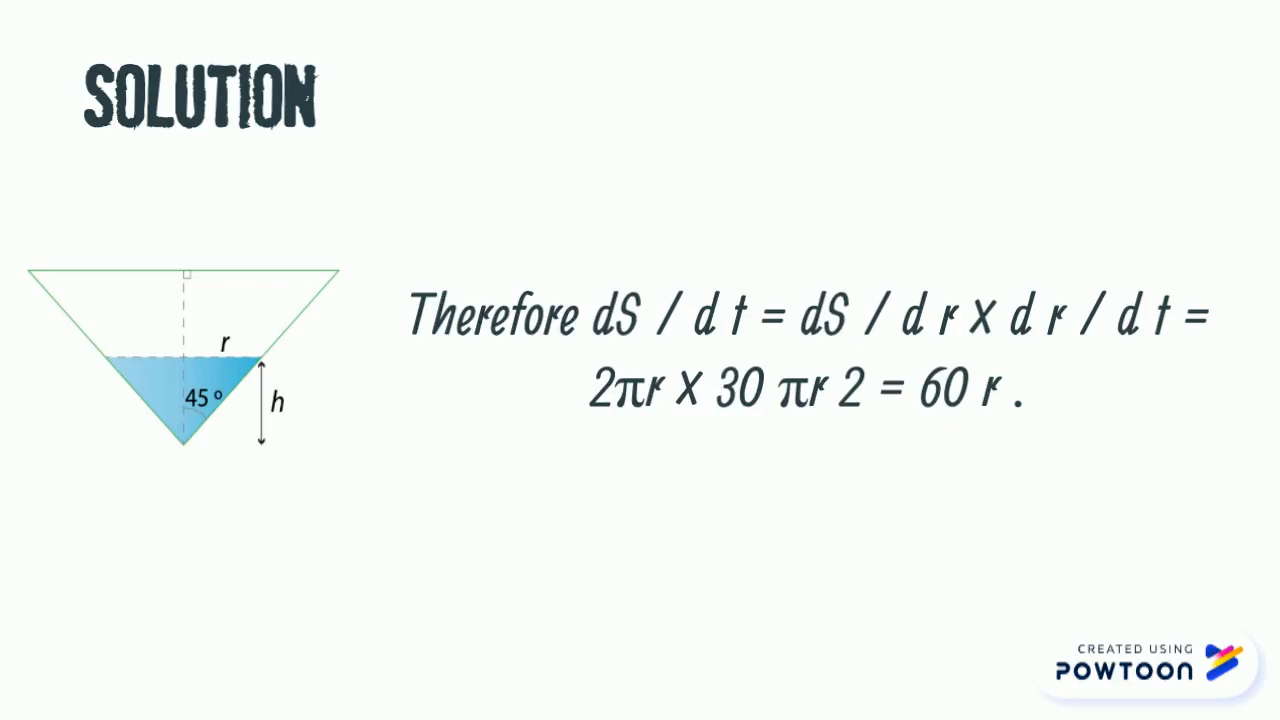 SOLUTION
r
45 º
h
Therefore dS / d t = dS / d r × d r / d t =
2πr × 30 πr 2 = 60 r .
CREATED USING
POWTOON